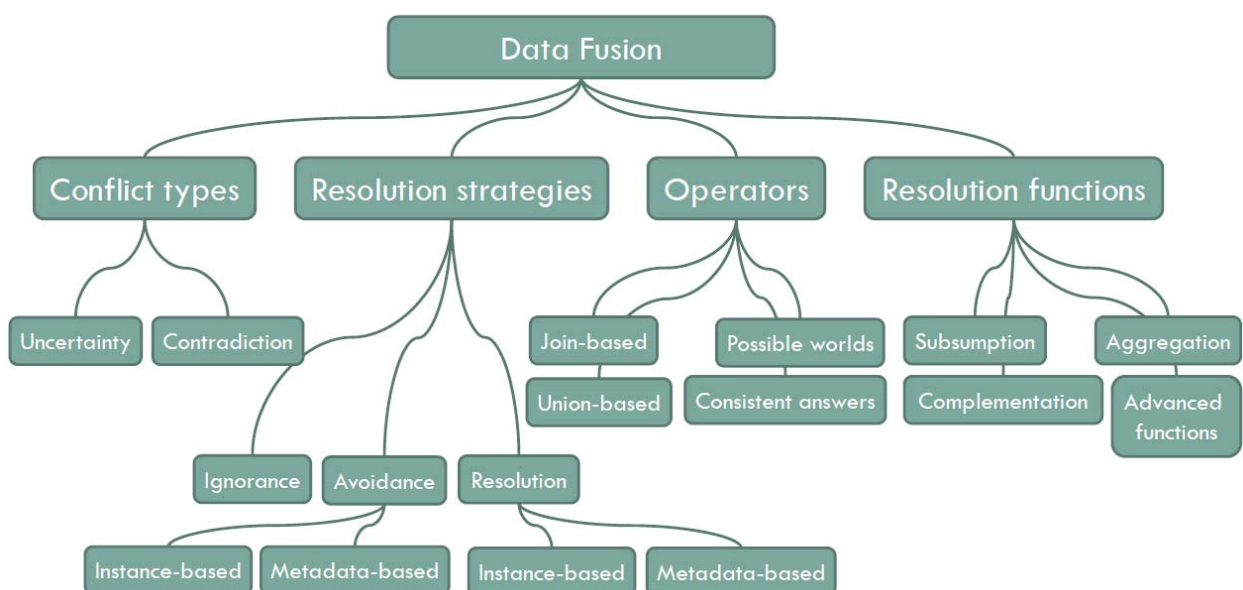 Data Fusion
Conflict types
Resolution strategies
Operators
Resolution functions
Uncertainty
Contradiction
Join-based
Possible worlds
Subsumption
Aggregation
Union-based
Consistent answers
Complementation
Advanced
functions
Ignorance
Avoidance
Resolution
Instance-based
Metadata-based
Instance-based
Metadata-based